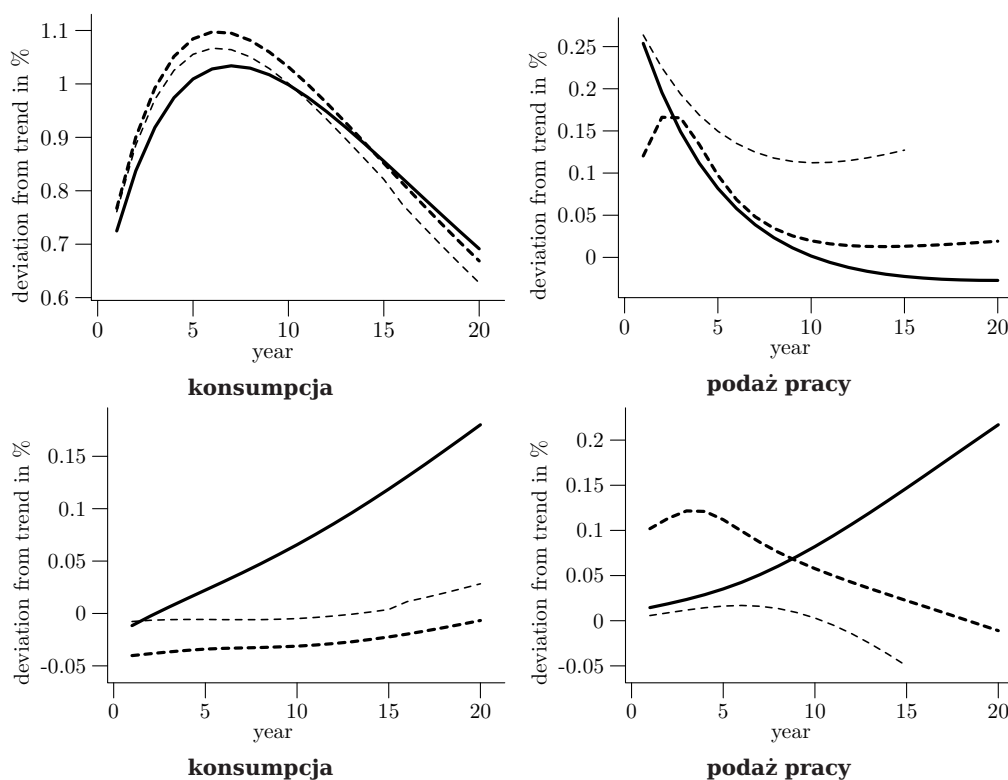 deviation from trend in %
1.1
1
0.9
0.8
0.7
0.6
0 5 10 15 20
year
konsumpcja
deviation from trend in %
0.25
0.2
0.15
0.1
0.05
0
0 5 10 15 20
year
podaż pracy
deviation from trend in %
0.15
0.1
0.05
0
-0.05
0 5 10 15 20
year
konsumpcja
deviation from trend in %
0.2
0.15
0.1
0.05
0
-0.05
0 5 10 15 20
year
podaż pracy